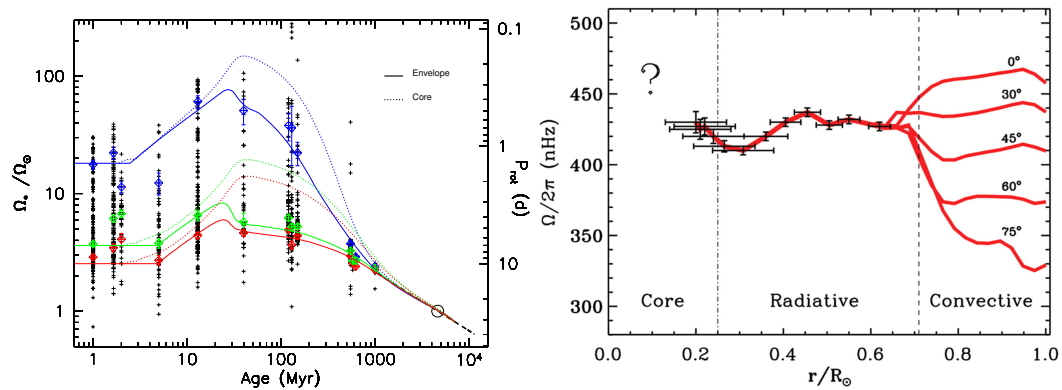 100
10
1
Ω*/Ω⊙
1
10
100
1000
10⁴
Age (Myr)
0.1
1
10
P rot (d)
Envelope
Core
500
450
400
350
300
Ω/2π (nHz)
?
0°
30°
45°
60°
75°
Core
Radiative
Convective
0.0
0.2
0.4
0.6
0.8
1.0
r/R⊙